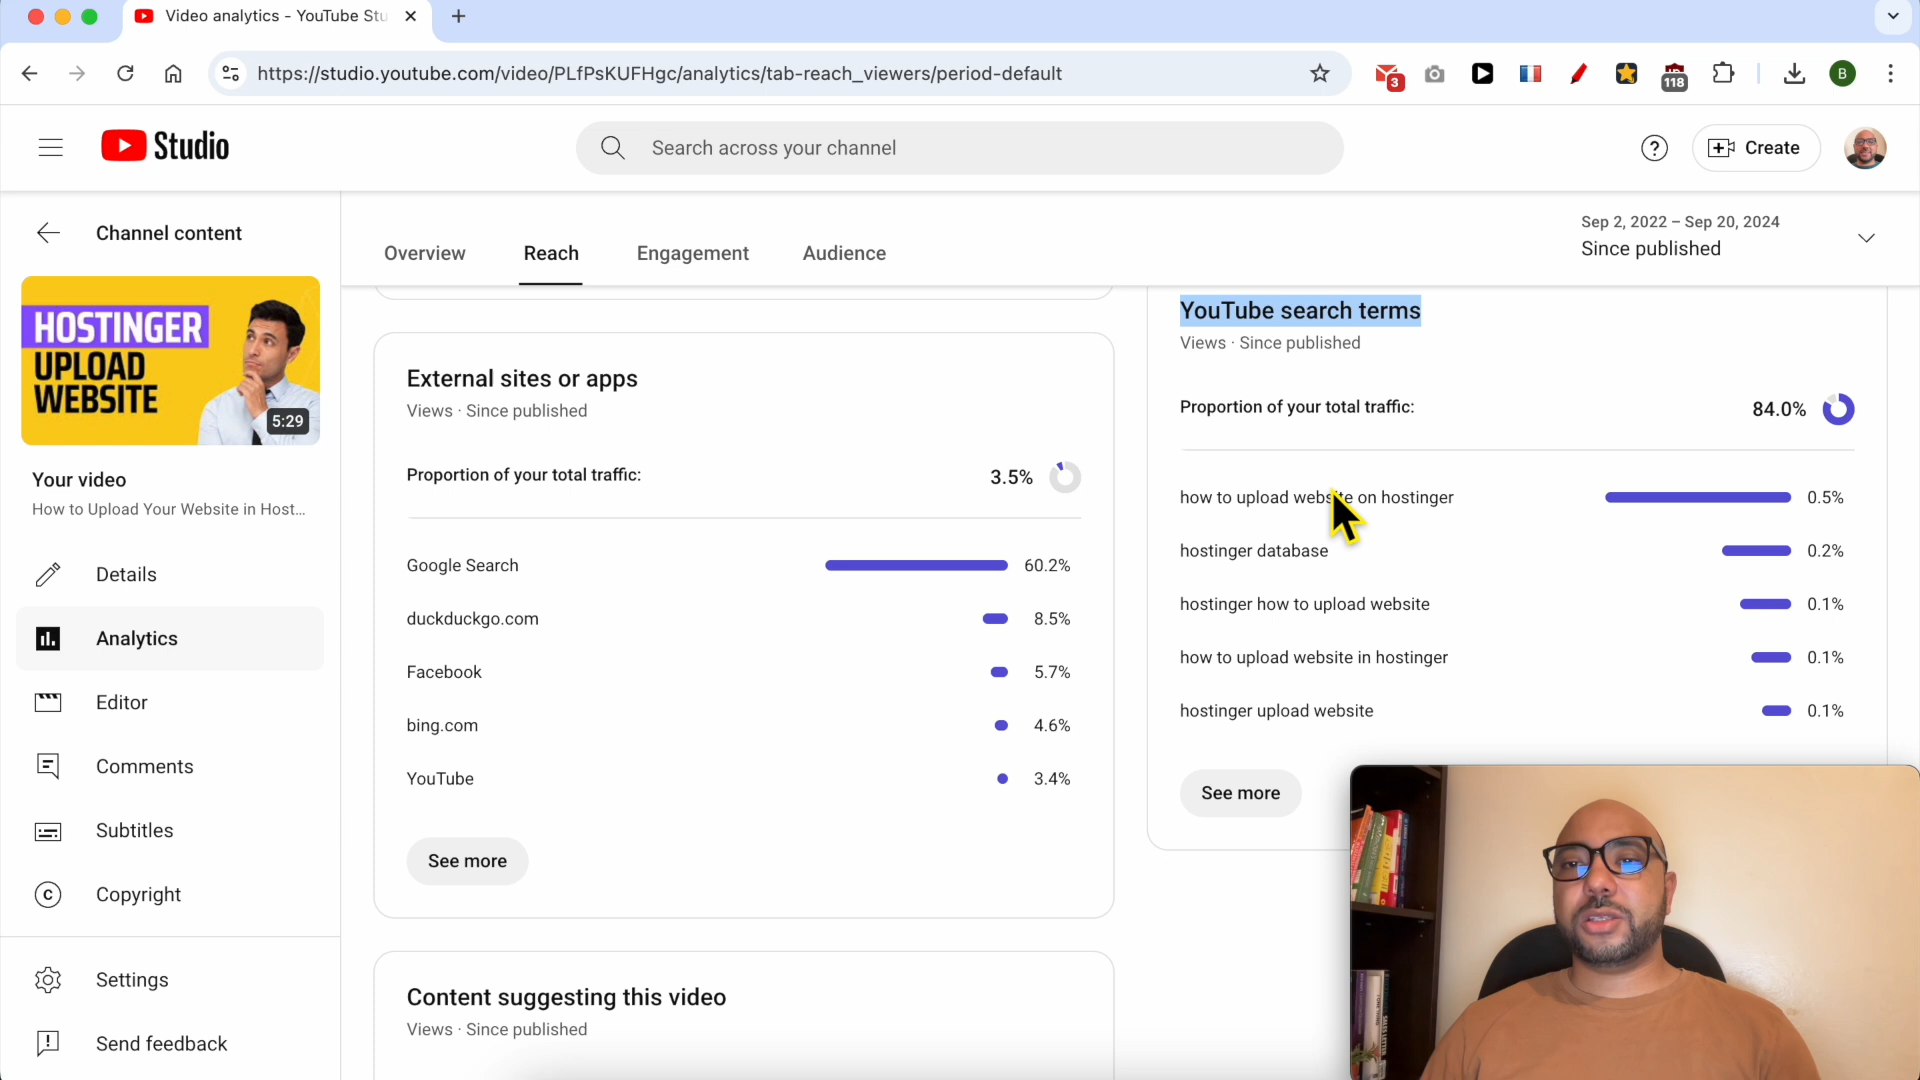 Video analytics - YouTube Stu
https://studio.youtube.com/video/PLfPsKUFHgc/analytics/tab-reach_viewers/period-default
3
118
B
Studio
Search across your channel
Create
Channel content
HOSTINGER
UPLOAD
WEBSITE
5:29
Your video
How to Upload Your Website in Host...
Details
Analytics
Editor
Comments
Subtitles
Copyright
Settings
Send feedback
Overview
Reach
Engagement
Audience
Sep 2, 2022 – Sep 20, 2024
Since published
External sites or apps
Views · Since published
Proportion of your total traffic:
3.5%
Google Search
60.2%
duckduckgo.com
8.5%
Facebook
5.7%
bing.com
4.6%
YouTube
3.4%
See more
Content suggesting this video
Views · Since published
YouTube search terms
Views · Since published
Proportion of your total traffic:
84.0%
how to upload website on hostinger
0.5%
hostinger database
0.2%
hostinger how to upload website
0.1%
how to upload website in hostinger
0.1%
hostinger upload website
0.1%
See more